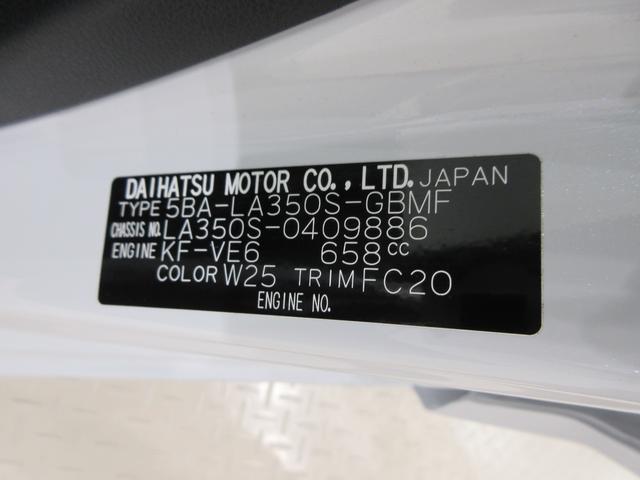 DAIHATSU MOTOR CO., LTD. JAPAN
TYPE 5BA-LA350S-GBMF
CHASSIS NO. LA350S-0409886
ENGINE KF-VE6 658cc
COLOR W25 TRIM FC20
ENGINE NO.